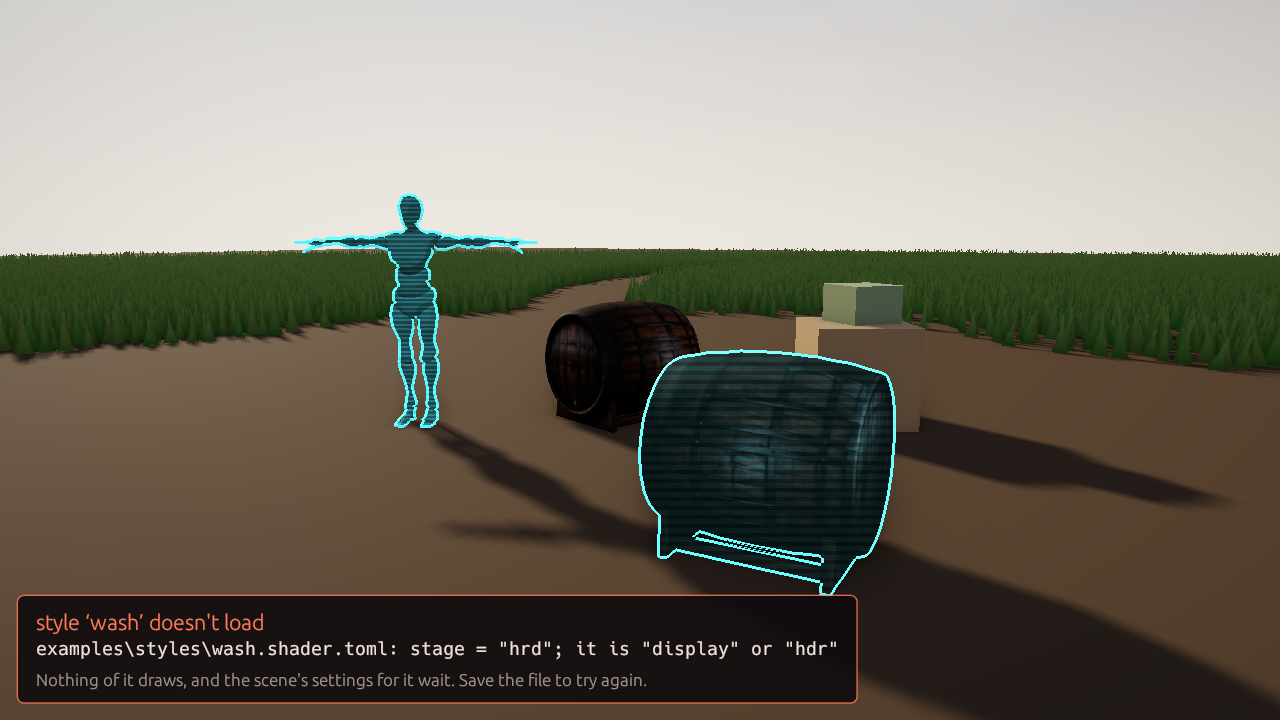 style ‘wash’ doesn't load
examples\styles\wash.shader.toml: stage = "hrd"; it is "display" or "hdr"
Nothing of it draws, and the scene's settings for it wait. Save the file to try again.